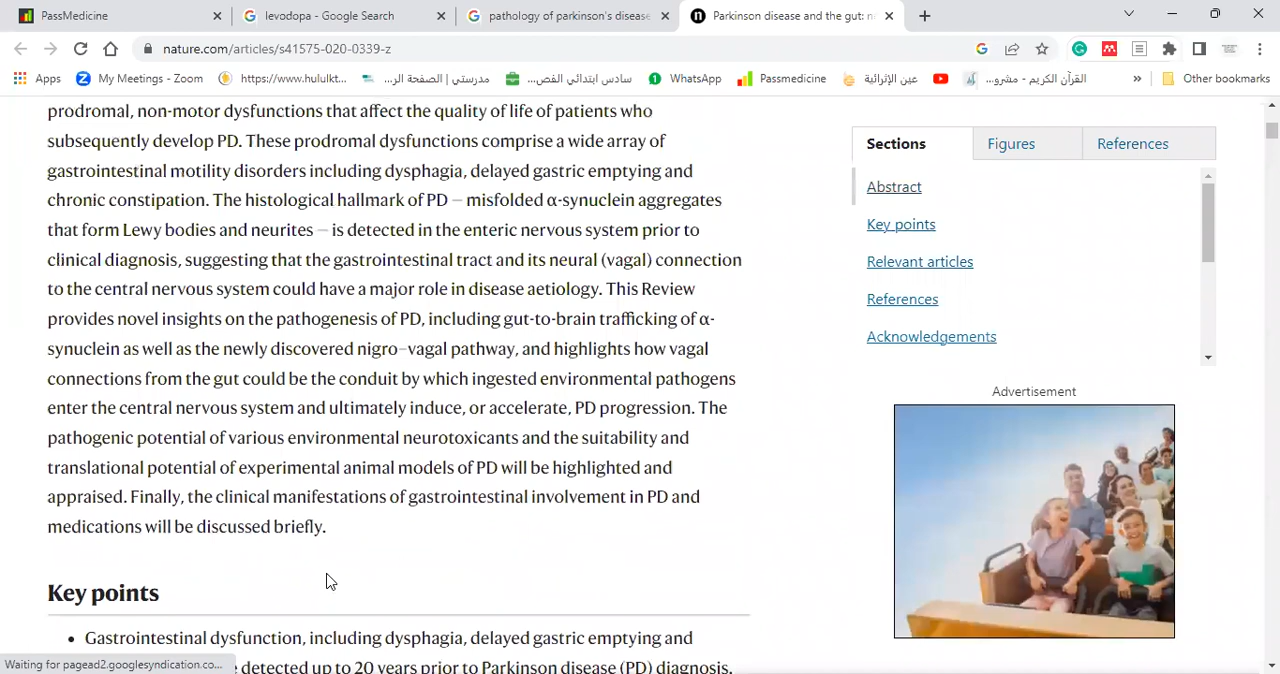 PassMedicine
levodopa - Google Search
pathology of parkinson's disease
Parkinson disease and the gut: ne
nature.com/articles/s41575-020-0339-z
Apps
My Meetings - Zoom
https://www.hululkt...
مدرستي | الصفحة الر...
سادس ابتدائي الفص...
WhatsApp
Passmedicine
عين الإثرائية
القرآن الكريم - مشرو...
»
Other bookmarks
prodromal, non-motor dysfunctions that affect the quality of life of patients who
subsequently develop PD. These prodromal dysfunctions comprise a wide array of
gastrointestinal motility disorders including dysphagia, delayed gastric emptying and
chronic constipation. The histological hallmark of PD — misfolded α-synuclein aggregates
that form Lewy bodies and neurites — is detected in the enteric nervous system prior to
clinical diagnosis, suggesting that the gastrointestinal tract and its neural (vagal) connection
to the central nervous system could have a major role in disease aetiology. This Review
provides novel insights on the pathogenesis of PD, including gut-to-brain trafficking of α-
synuclein as well as the newly discovered nigro–vagal pathway, and highlights how vagal
connections from the gut could be the conduit by which ingested environmental pathogens
enter the central nervous system and ultimately induce, or accelerate, PD progression. The
pathogenic potential of various environmental neurotoxicants and the suitability and
translational potential of experimental animal models of PD will be highlighted and
appraised. Finally, the clinical manifestations of gastrointestinal involvement in PD and
medications will be discussed briefly.
Key points
• Gastrointestinal dysfunction, including dysphagia, delayed gastric emptying and
e detected up to 20 years prior to Parkinson disease (PD) diagnosis.
Waiting for pagead2.googlesyndication.co...
Sections
Figures
References
Abstract
Key points
Relevant articles
References
Acknowledgements
Advertisement